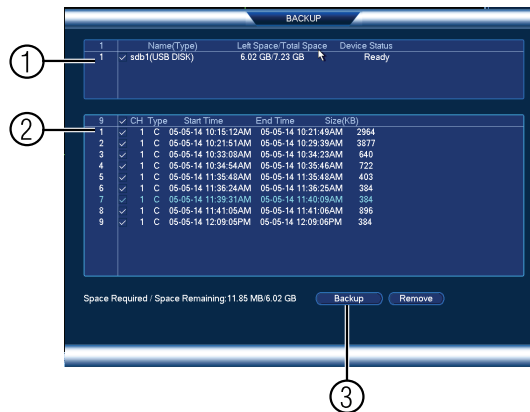 BACKUP
1 Name(Type) Left Space/Total Space Device Status
1 ✓ sdb1(USB DISK) 6.02 GB/7.23 GB Ready
1
9 ✓ CH Type Start Time End Time Size(KB)
2
1 ✓ 1 C 05-05-14 10:15:12AM 05-05-14 10:21:49AM 2964
2 ✓ 1 C 05-05-14 10:21:51AM 05-05-14 10:29:39AM 3877
3 ✓ 1 C 05-05-14 10:33:08AM 05-05-14 10:34:23AM 640
4 ✓ 1 C 05-05-14 10:34:54AM 05-05-14 10:35:46AM 722
5 ✓ 1 C 05-05-14 11:35:48AM 05-05-14 11:35:48AM 403
6 ✓ 1 C 05-05-14 11:36:24AM 05-05-14 11:36:25AM 384
7 ✓ 1 C 05-05-14 11:39:31AM 05-05-14 11:40:09AM 384
8 ✓ 1 C 05-05-14 11:41:05AM 05-05-14 11:41:06AM 896
9 ✓ 1 C 05-05-14 12:09:05PM 05-05-14 12:09:06PM 384
Space Required / Space Remaining:11.85 MB/6.02 GB Backup Remove
3